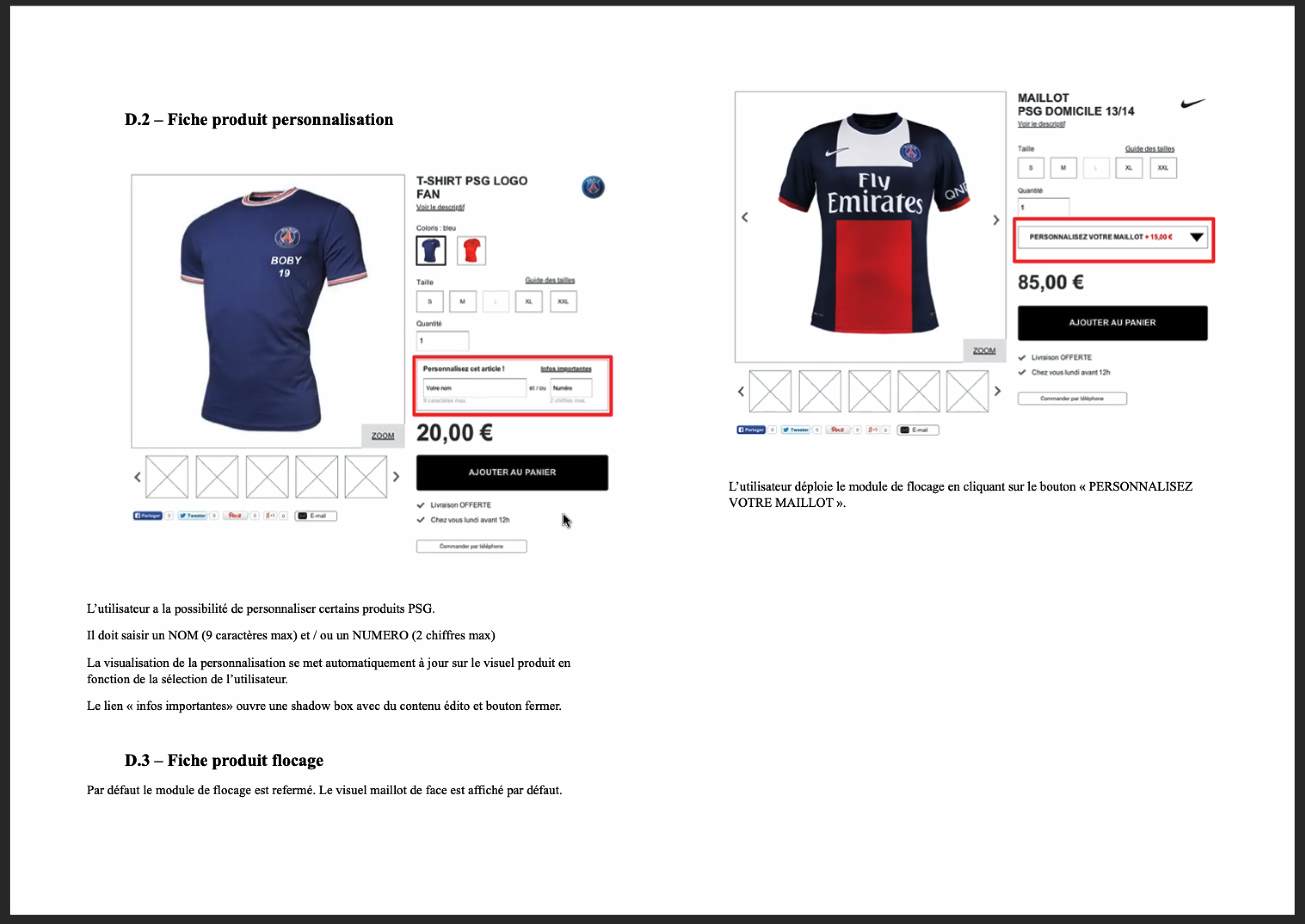 D.2 – Fiche produit personnalisation
BOBY
19
ZOOM
T-SHIRT PSG LOGO
FAN
Voir le descriptif
Coloris : bleu
Taille
Guide des tailles
S
M
L
XL
XXL
Quantité
1
Personnalisez cet article !
Infos importantes
Votre nom
et / ou
Numéro
9 caractères max.
2 chiffres max.
20,00 €
AJOUTER AU PANIER
Livraison OFFERTE
Chez vous lundi avant 12h
Commander par téléphone
Partager
0
Tweeter
0
Pin it
0
+1
0
E-mail
L’utilisateur a la possibilité de personnaliser certains produits PSG.
Il doit saisir un NOM (9 caractères max) et / ou un NUMERO (2 chiffres max)
La visualisation de la personnalisation se met automatiquement à jour sur le visuel produit en
fonction de la sélection de l’utilisateur.
Le lien « infos importantes» ouvre une shadow box avec du contenu édito et bouton fermer.
D.3 – Fiche produit flocage
Par défaut le module de flocage est refermé. Le visuel maillot de face est affiché par défaut.
Fly
Emirates
QNB
ZOOM
MAILLOT
PSG DOMICILE 13/14
Voir le descriptif
Taille
Guide des tailles
S
M
L
XL
XXL
Quantité
1
PERSONNALISEZ VOTRE MAILLOT + 15,00 €
85,00 €
AJOUTER AU PANIER
Livraison OFFERTE
Chez vous lundi avant 12h
Commander par téléphone
Partager
0
Tweeter
0
Pin it
0
+1
0
E-mail
L’utilisateur déploie le module de flocage en cliquant sur le bouton « PERSONNALISEZ
VOTRE MAILLOT ».